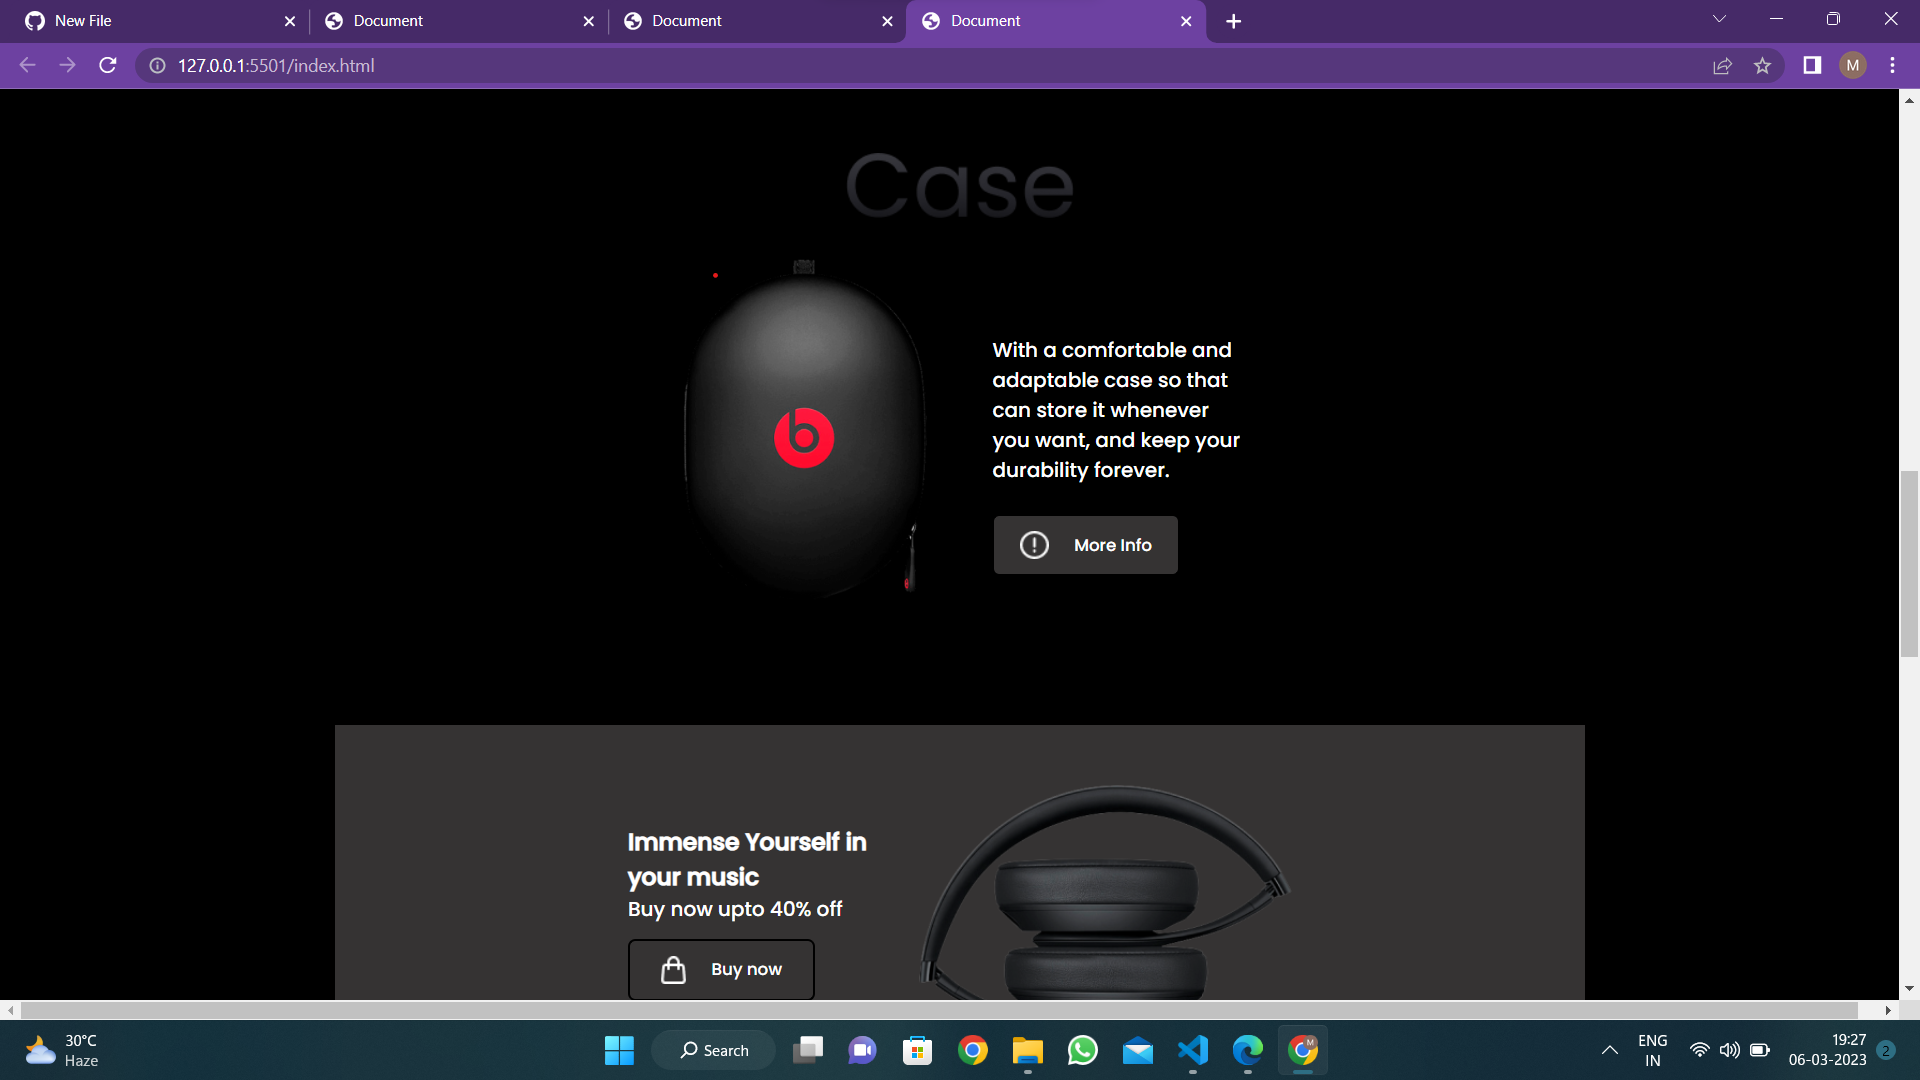 New File
Document
Document
Document
127.0.0.1:5501/index.html
M
Case
b
With a comfortable and
adaptable case so that
can store it whenever
you want, and keep your
durability forever.
More Info
Immense Yourself in
your music
Buy now upto 40% off
Buy now
30°C
Haze
Search
M
ENG
IN
19:27
06-03-2023
2